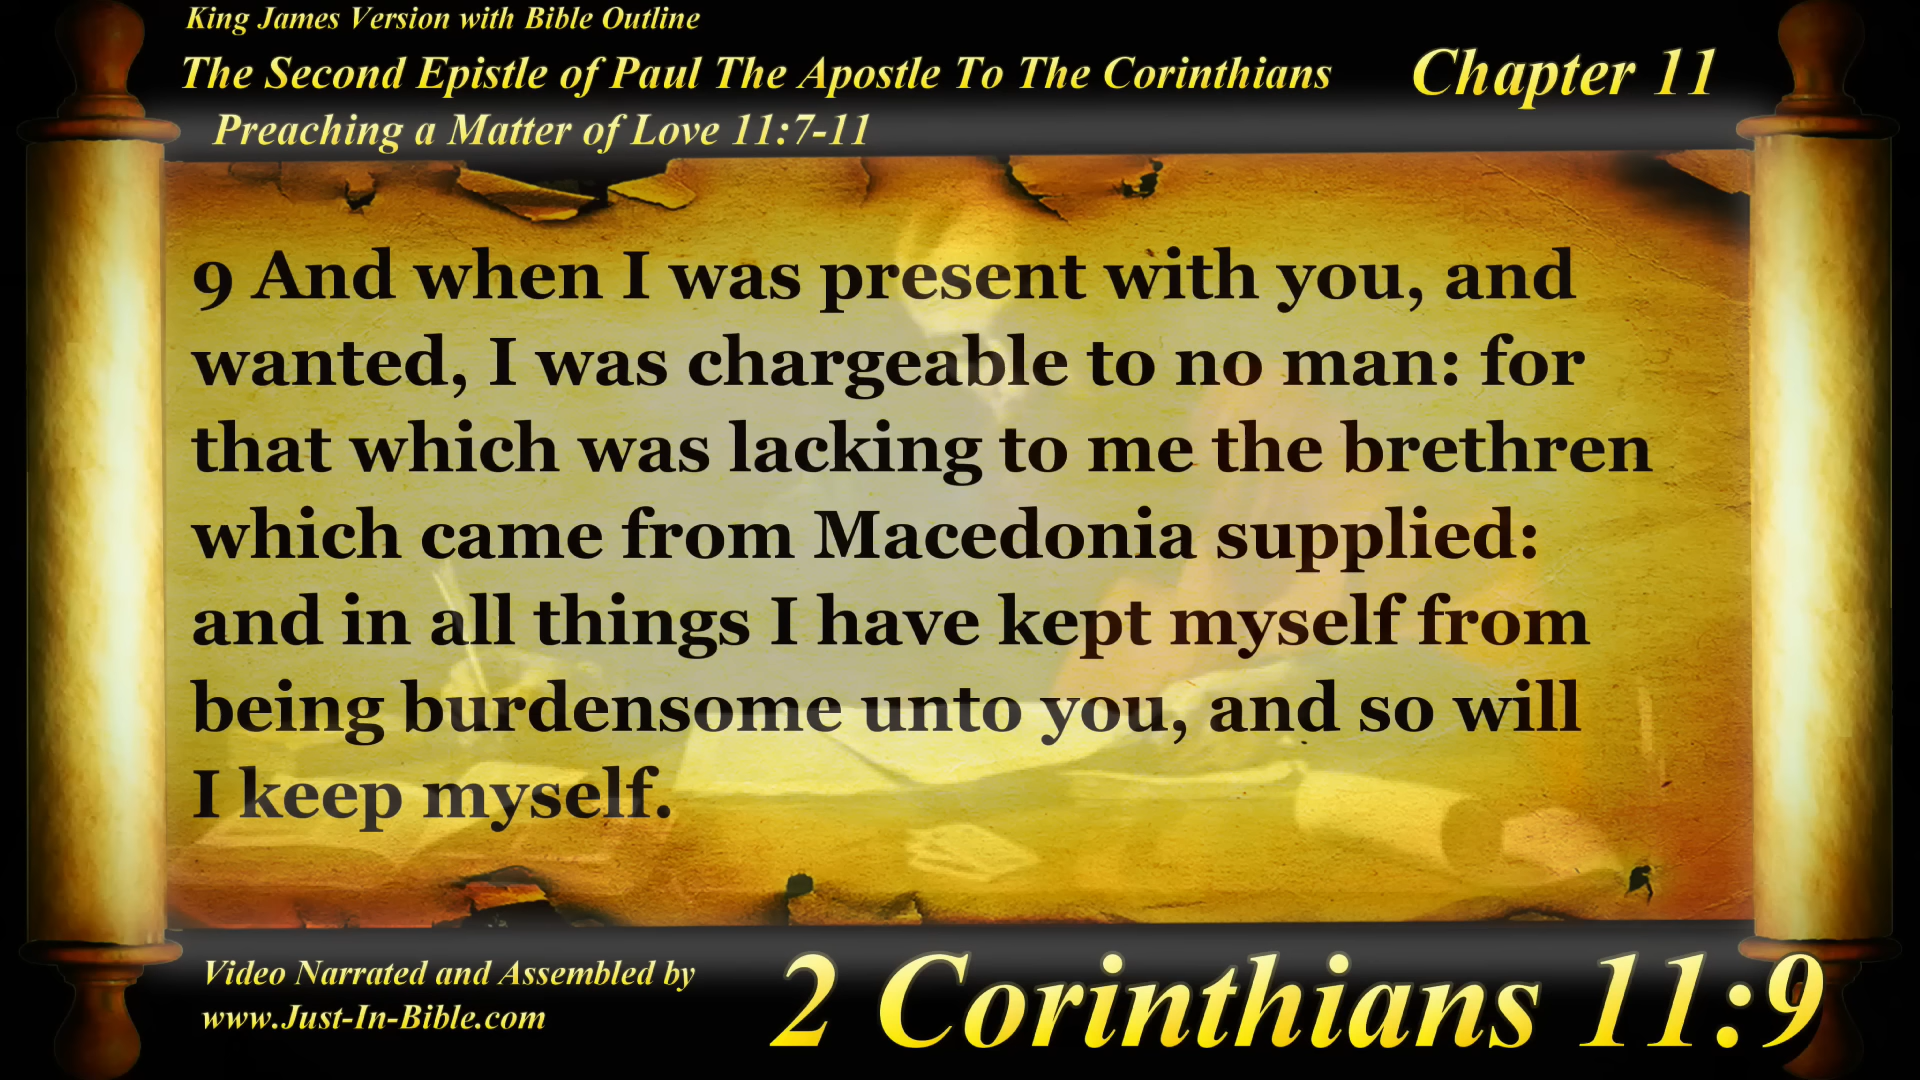 King James Version with Bible Outline
The Second Epistle of Paul The Apostle To The Corinthians
Chapter 11
Preaching a Matter of Love 11:7-11
9 And when I was present with you, and
wanted, I was chargeable to no man: for
that which was lacking to me the brethren
which came from Macedonia supplied:
and in all things I have kept myself from
being burdensome unto you, and so will
I keep myself.
Video Narrated and Assembled by
www.Just-In-Bible.com
2 Corinthians 11:9